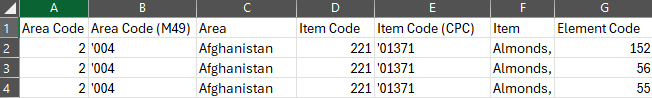 A B C D E F G
1 Area Code Area Code (M49) Area Item Code Item Code (CPC) Item Element Code
2 2 '004 Afghanistan 221 '01371 Almonds, 152
3 2 '004 Afghanistan 221 '01371 Almonds, 56
4 2 '004 Afghanistan 221 '01371 Almonds, 55